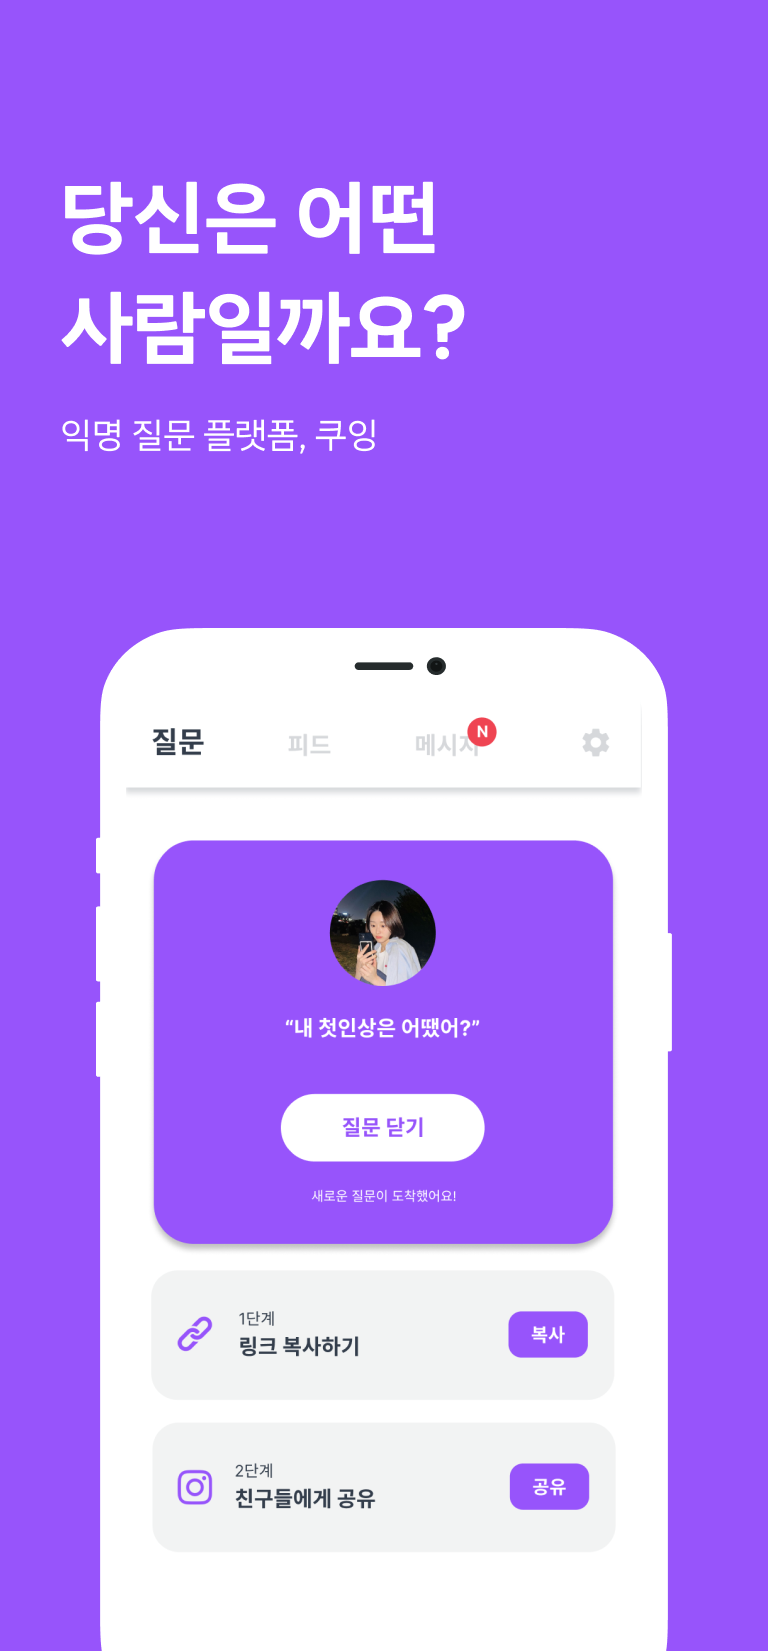 당신은 어떤
사람일까요?
익명 질문 플랫폼, 쿠잉
질문
피드
메시지
N
“내 첫인상은 어땠어?”
질문 닫기
새로운 질문이 도착했어요!
1단계
링크 복사하기
복사
2단계
친구들에게 공유
공유